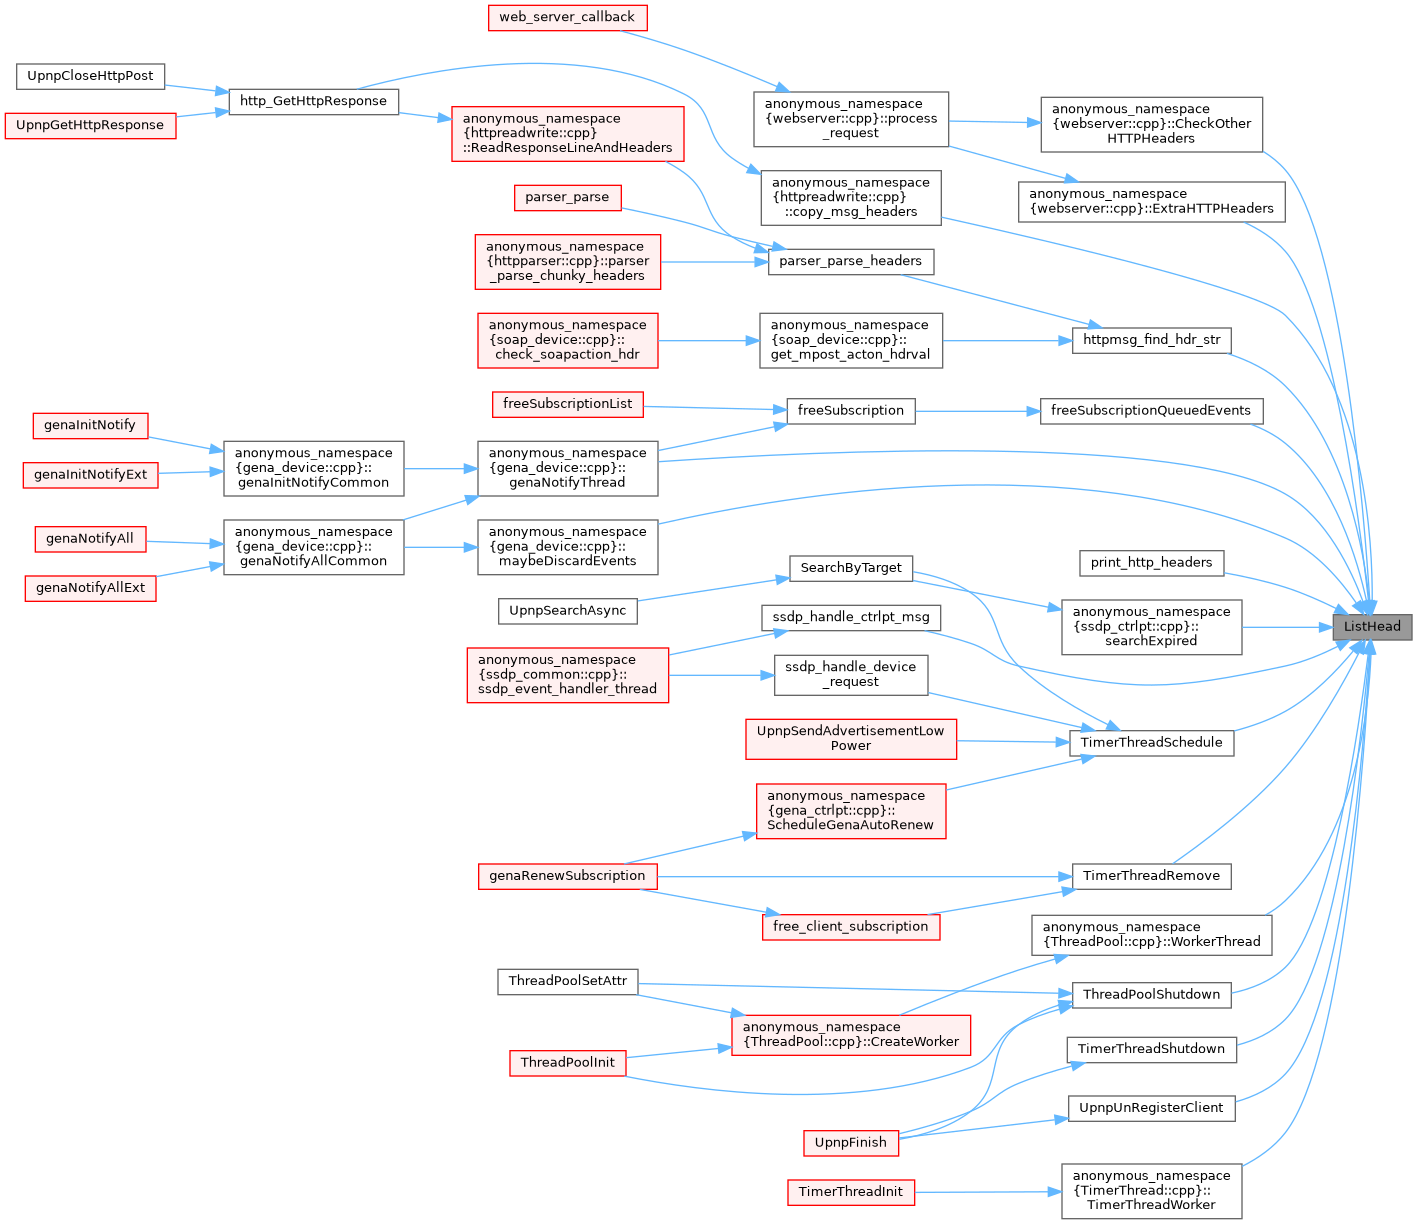 web_server_callback
UpnpCloseHttpPost
UpnpGetHttpResponse
http_GetHttpResponse
anonymous_namespace
{httpreadwrite::cpp}
::ReadResponseLineAndHeaders
anonymous_namespace
{webserver::cpp}::process
_request
anonymous_namespace
{webserver::cpp}::CheckOther
HTTPHeaders
parser_parse
anonymous_namespace
{httpreadwrite::cpp}
::copy_msg_headers
anonymous_namespace
{webserver::cpp}::ExtraHTTPHeaders
anonymous_namespace
{httpparser::cpp}::parser
_parse_chunky_headers
parser_parse_headers
anonymous_namespace
{soap_device::cpp}::
check_soapaction_hdr
anonymous_namespace
{soap_device::cpp}::
get_mpost_acton_hdrval
httpmsg_find_hdr_str
freeSubscriptionList
freeSubscription
freeSubscriptionQueuedEvents
genaInitNotify
genaInitNotifyExt
anonymous_namespace
{gena_device::cpp}::
genaInitNotifyCommon
anonymous_namespace
{gena_device::cpp}::
genaNotifyThread
genaNotifyAll
genaNotifyAllExt
anonymous_namespace
{gena_device::cpp}::
genaNotifyAllCommon
anonymous_namespace
{gena_device::cpp}::
maybeDiscardEvents
SearchByTarget
print_http_headers
UpnpSearchAsync
ssdp_handle_ctrlpt_msg
anonymous_namespace
{ssdp_ctrlpt::cpp}::
searchExpired
ListHead
anonymous_namespace
{ssdp_common::cpp}::
ssdp_event_handler_thread
ssdp_handle_device
_request
UpnpSendAdvertisementLow
Power
TimerThreadSchedule
anonymous_namespace
{gena_ctrlpt::cpp}::
ScheduleGenaAutoRenew
genaRenewSubscription
TimerThreadRemove
free_client_subscription
anonymous_namespace
{ThreadPool::cpp}::WorkerThread
ThreadPoolSetAttr
ThreadPoolShutdown
anonymous_namespace
{ThreadPool::cpp}::CreateWorker
ThreadPoolInit
TimerThreadShutdown
UpnpUnRegisterClient
UpnpFinish
TimerThreadInit
anonymous_namespace
{TimerThread::cpp}::
TimerThreadWorker